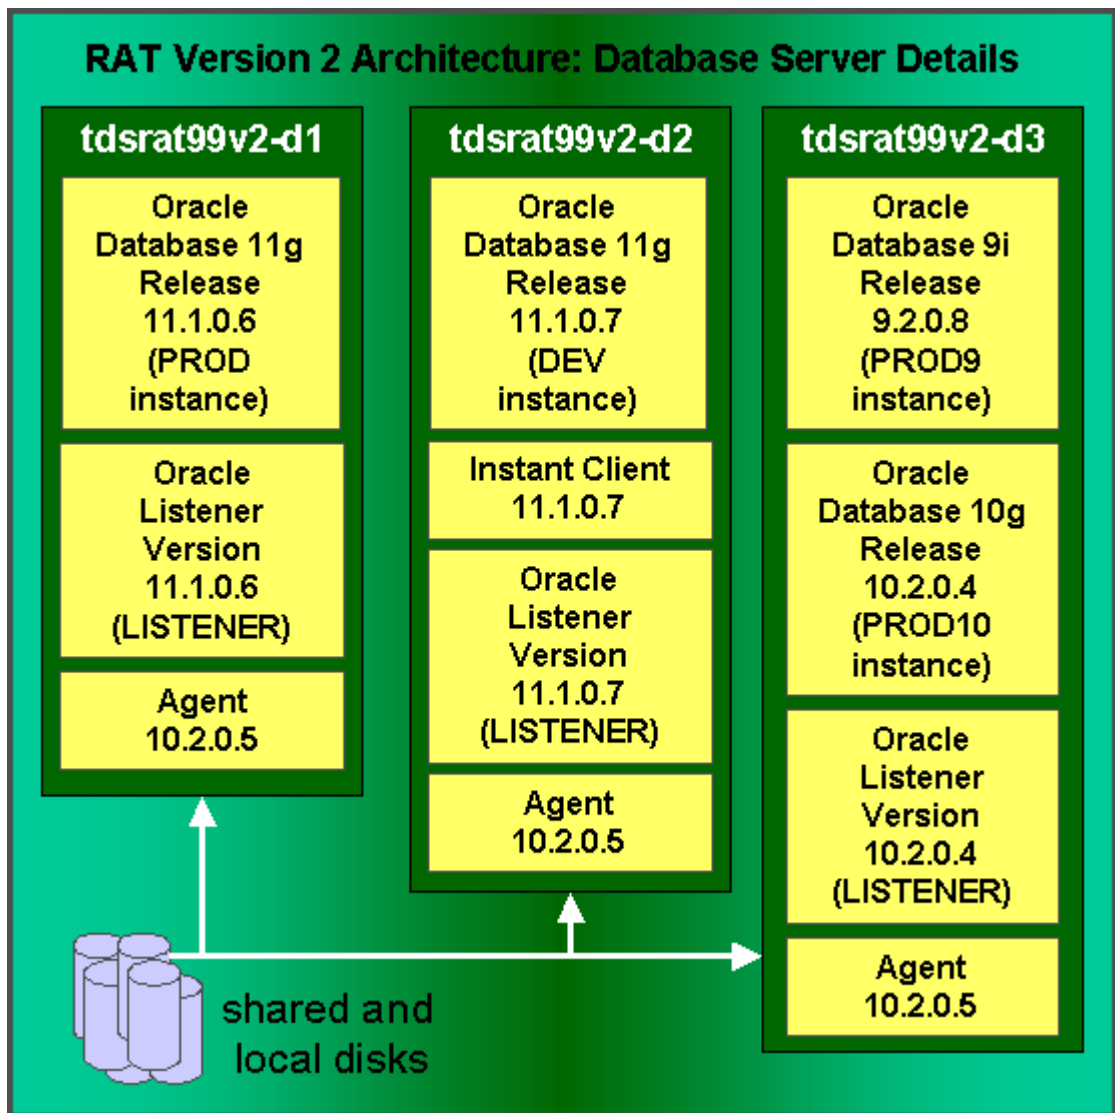 RAT Version 2 Architecture: Database Server Details
tdsrat99v2-d1
Oracle
Database 11g
Release
11.1.0.6
(PROD
instance)
Oracle
Listener
Version
11.1.0.6
(LISTENER)
Agent
10.2.0.5
tdsrat99v2-d2
Oracle
Database 11g
Release
11.1.0.7
(DEV
instance)
Instant Client
11.1.0.7
Oracle
Listener
Version
11.1.0.7
(LISTENER)
Agent
10.2.0.5
tdsrat99v2-d3
Oracle
Database 9i
Release
9.2.0.8
(PROD9
instance)
Oracle
Database 10g
Release
10.2.0.4
(PROD10
instance)
Oracle
Listener
Version
10.2.0.4
(LISTENER)
Agent
10.2.0.5
shared and
local disks